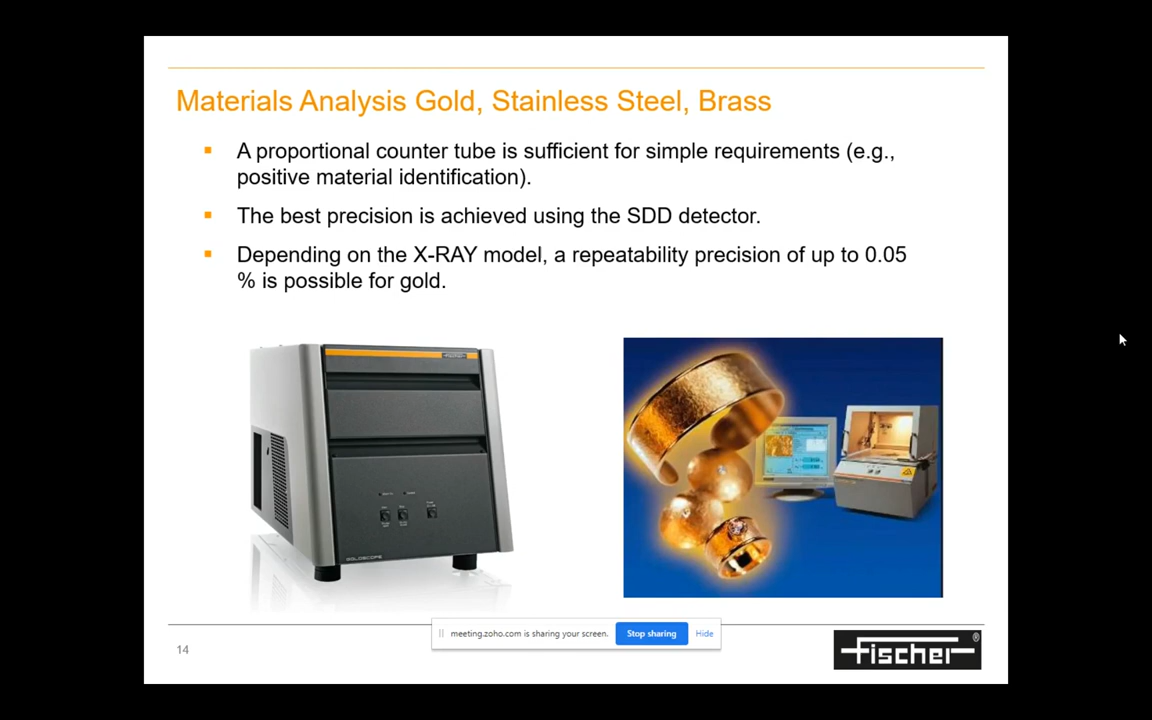 Materials Analysis Gold, Stainless Steel, Brass
▪ A proportional counter tube is sufficient for simple requirements (e.g.,
positive material identification).
▪ The best precision is achieved using the SDD detector.
▪ Depending on the X-RAY model, a repeatability precision of up to 0.05
% is possible for gold.
fischer
GOLDSCOPE
meeting.zoho.com is sharing your screen. Stop sharing Hide
14
fischer®